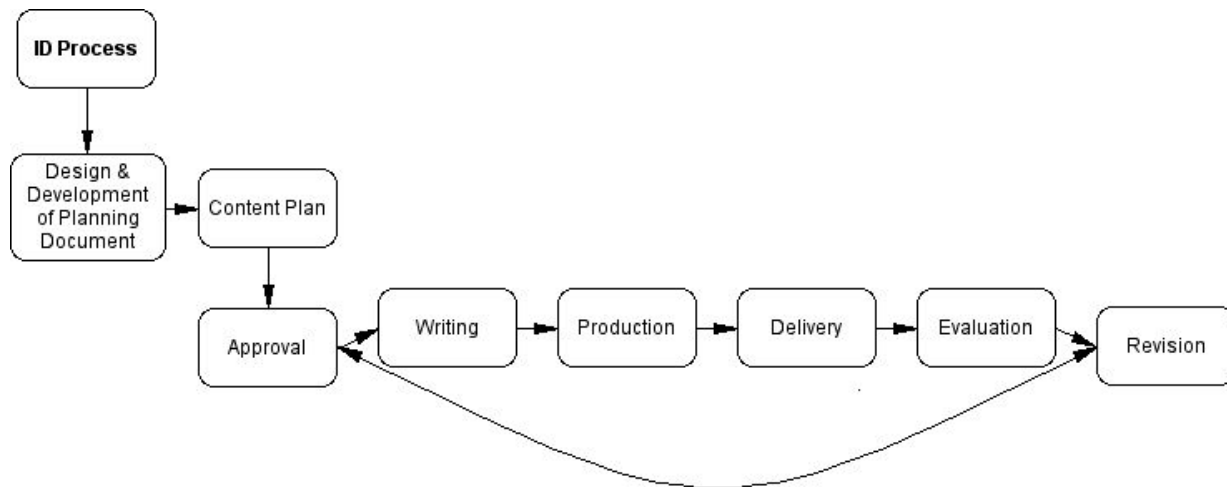 ID Process
Design &
Development
of Planning
Document
Content Plan
Approval
Writing
Production
Delivery
Evaluation
Revision